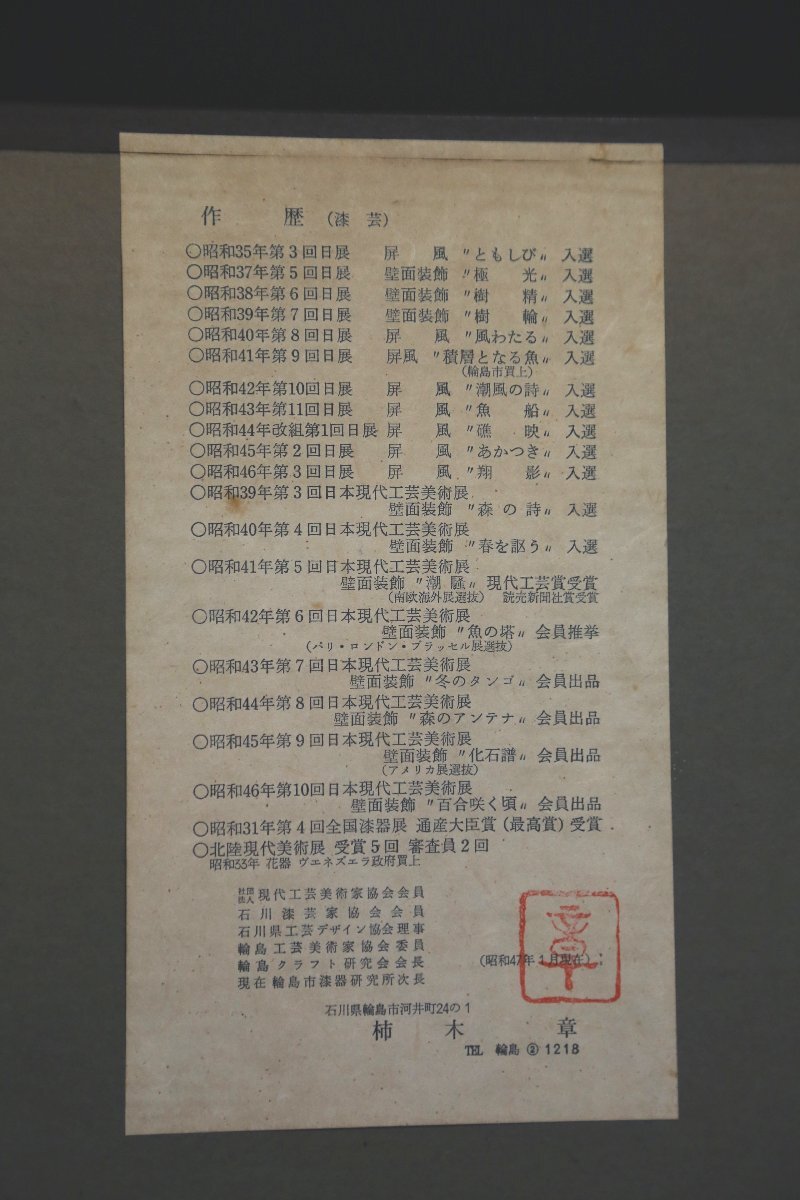 作　歴（漆　芸）
○昭和35年第3回日展　屏　風　〃ともしび〃　入選
○昭和37年第5回日展　壁面装飾　〃極　光〃　入選
○昭和38年第6回日展　壁面装飾　〃樹　精〃　入選
○昭和39年第7回日展　壁面装飾　〃樹　輪〃　入選
○昭和40年第8回日展　屏　風　〃風わたる〃　入選
○昭和41年第9回日展　屏風　〃積層となる魚〃　入選
（輪島市買上）
○昭和42年第10回日展　屏　風　〃潮風の詩〃　入選
○昭和43年第11回日展　屏　風　〃魚　船〃　入選
○昭和44年改組第1回日展　屏　風　〃礁　映〃　入選
○昭和45年第2回日展　屏　風　〃あかつき〃　入選
○昭和46年第3回日展　屏　風　〃翔　影〃　入選
○昭和39年第3回日本現代工芸美術展
壁面装飾　〃森の詩〃　入選
○昭和40年第4回日本現代工芸美術展
壁面装飾　〃春を謳う〃　入選
○昭和41年第5回日本現代工芸美術展
壁面装飾　〃潮　騒〃　現代工芸賞受賞
（南欧海外展選抜）　読売新聞社賞受賞
○昭和42年第6回日本現代工芸美術展
壁面装飾　〃魚の塔〃　会員推挙
（パリ・ロンドン・ブラッセル展選抜）
○昭和43年第7回日本現代工芸美術展
壁面装飾　〃冬のタンゴ〃　会員出品
○昭和44年第8回日本現代工芸美術展
壁面装飾　〃森のアンテナ〃　会員出品
○昭和45年第9回日本現代工芸美術展
壁面装飾　〃化石譜〃　会員出品
（アメリカ展選抜）
○昭和46年第10回日本現代工芸美術展
壁面装飾　〃百合咲く頃〃　会員出品
○昭和31年第4回全国漆器展　通産大臣賞（最高賞）受賞
○北陸現代美術展　受賞5回　審査員2回
昭和33年　花器　ヴエネズエラ政府買上
社団法人　現代工芸美術家協会会員
石川漆芸家協会会員
石川県工芸デザイン協会理事
輪島工芸美術家協会委員
輪島クラフト研究会会長
現在輪島市漆器研究所次長
（昭和47年1月現在）
章
石川県輪島市河井町24の1
柿　木　章
TEL　輪島　②　1218